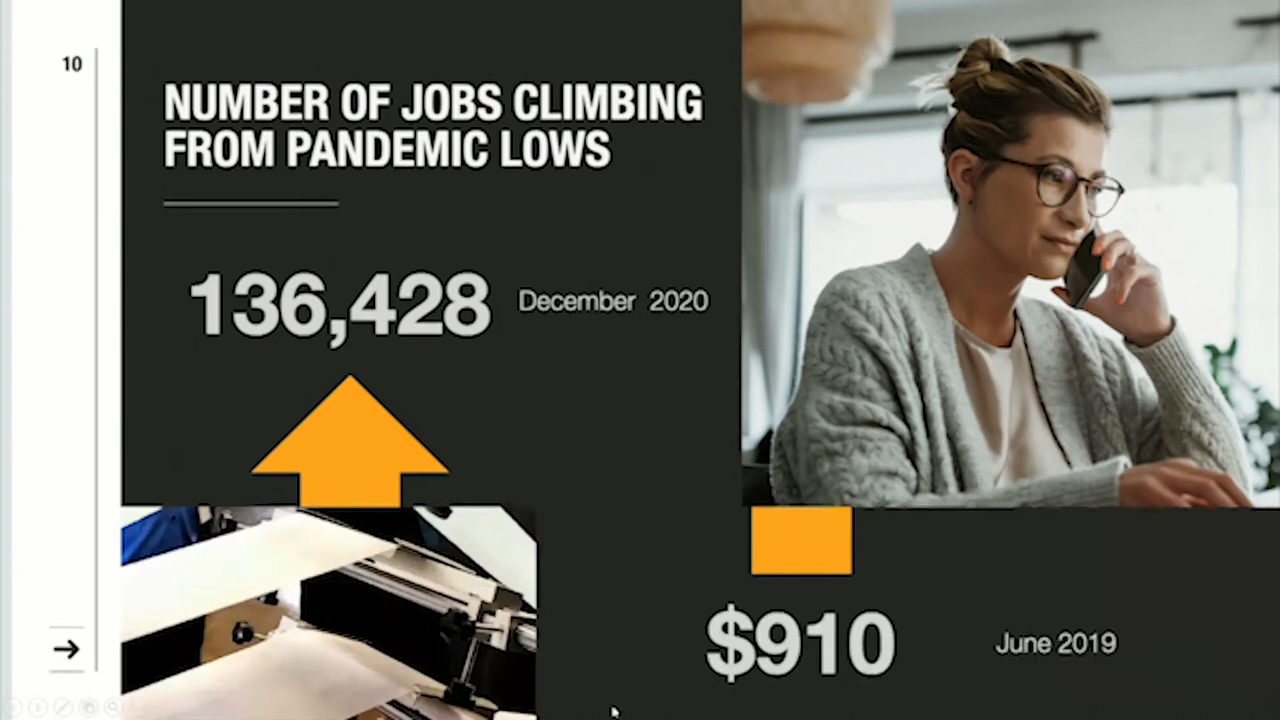 10
NUMBER OF JOBS CLIMBING
FROM PANDEMIC LOWS
136,428 December 2020
$910 June 2019